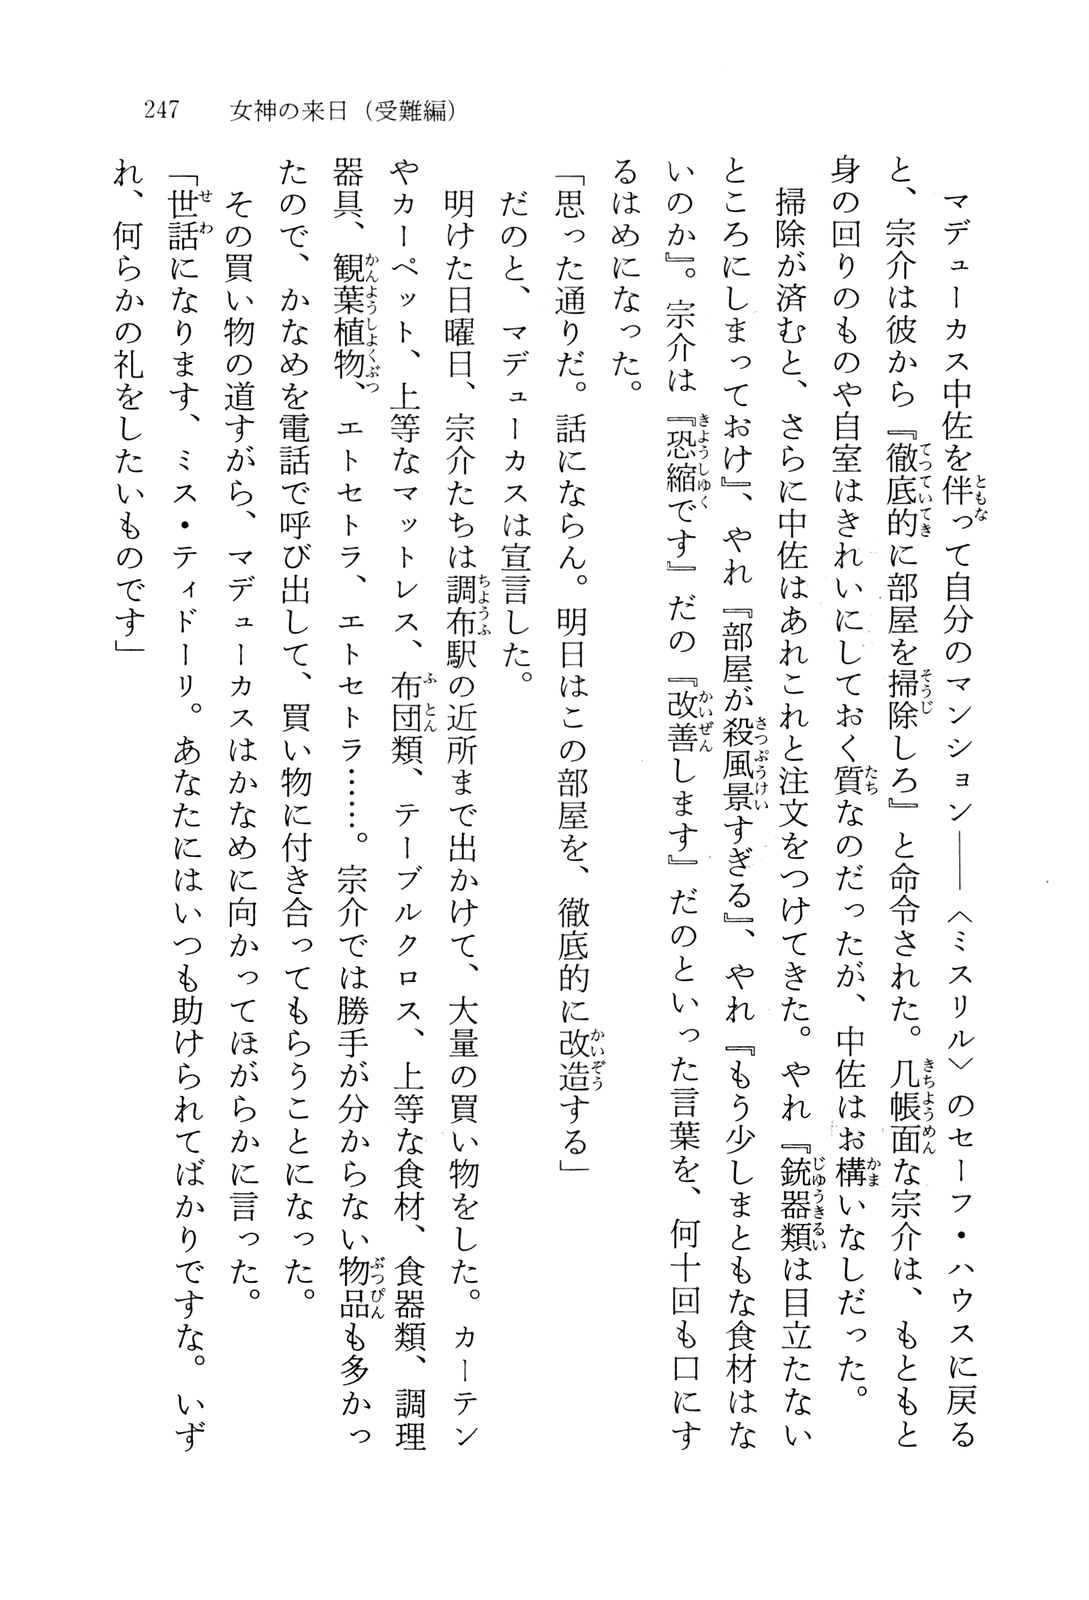 247 女神の来日（受難編）
マデューカス中佐を伴って自分のマンション――〈ミスリル〉のセーフ・ハウスに戻る
と、宗介は彼から『徹底的に部屋を掃除しろ』と命令された。几帳面な宗介は、もともと
身の回りのものや自室はきれいにしておく質なのだったが、中佐はお構いなしだった。
掃除が済むと、さらに中佐はあれこれと注文をつけてきた。やれ『銃器類は目立たない
ところにしまっておけ』、やれ『部屋が殺風景すぎる』、やれ『もう少しまともな食材はな
いのか』。宗介は『恐縮です』だの『改善します』だのといった言葉を、何十回も口にす
るはめになった。
「思った通りだ。話にならん。明日はこの部屋を、徹底的に改造する」
だのと、マデューカスは宣言した。
明けた日曜日、宗介たちは調布駅の近所まで出かけて、大量の買い物をした。カーテン
やカーペット、上等なマットレス、布団類、テーブルクロス、上等な食材、食器類、調理
器具、観葉植物、エトセトラ、エトセトラ……。宗介では勝手が分からない物品も多かっ
たので、かなめを電話で呼び出して、買い物に付き合ってもらうことになった。
その買い物の道すがら、マデューカスはかなめに向かってほがらかに言った。
「世話になります、ミス・ティドーリ。あなたにはいつも助けられてばかりですな。いず
れ、何らかの礼をしたいものです」